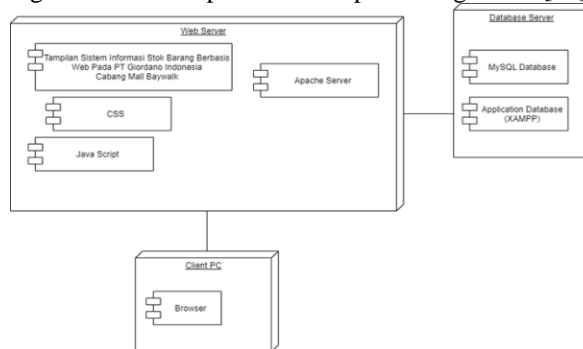 Web Server
Tampilan Sistem Informasi Stok Barang Berbasis
Web Pada PT Giordano Indonesia
Cabang Mall Baywalk
Apache Server
CSS
Java Script
Database Server
MySQL Database
Application Database
(XAMPP)
Client PC
Browser